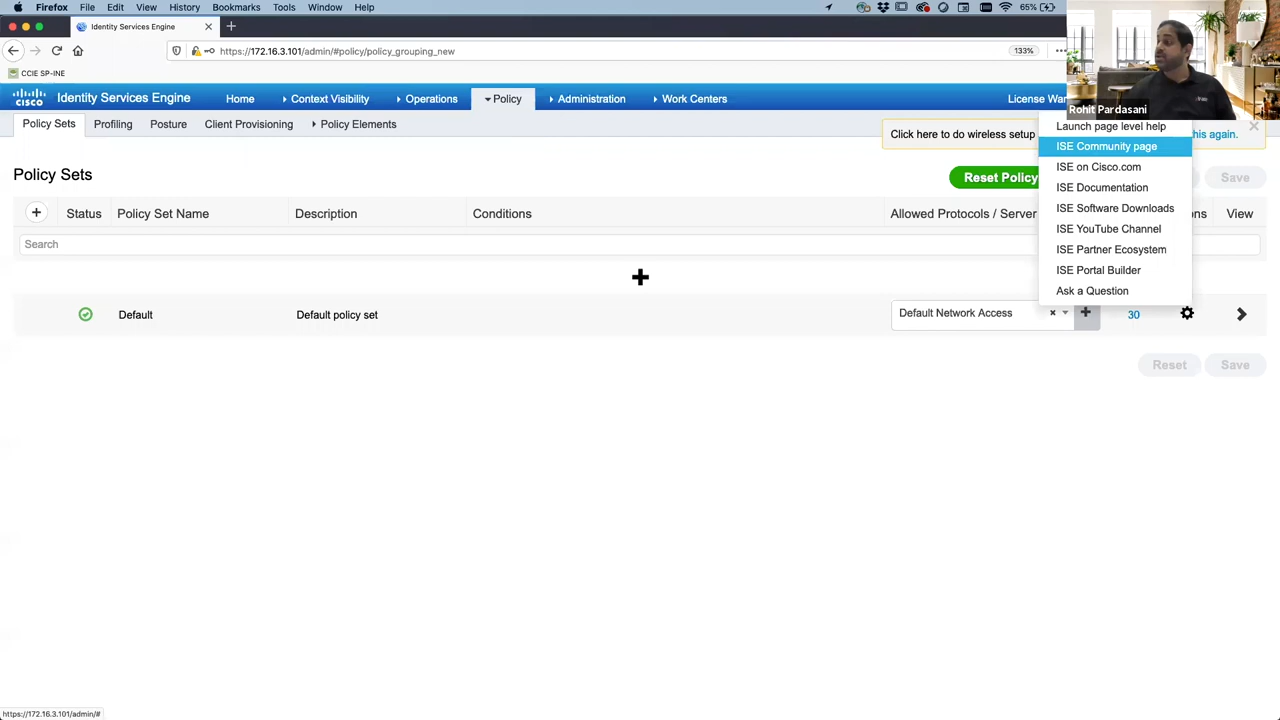 Firefox File Edit View History Bookmarks Tools Window Help 65%
Identity Services Engine
https://172.16.3.101/admin/#policy/policy_grouping_new 133%
CCIE SP-INE
Rohit Pardasani
cisco Identity Services Engine Home Context Visibility Operations Policy Administration Work Centers License War
Policy Sets Profiling Posture Client Provisioning Policy Elements
Click here to do wireless setup this again.
Launch page level help
ISE Community page
ISE on Cisco.com
ISE Documentation
ISE Software Downloads
ISE YouTube Channel
ISE Partner Ecosystem
ISE Portal Builder
Ask a Question
Policy Sets Reset Policy Save
+ Status Policy Set Name Description Conditions Allowed Protocols / Server ns View
Search
Default Default policy set Default Network Access 30
Reset Save
https://172.16.3.101/admin/#